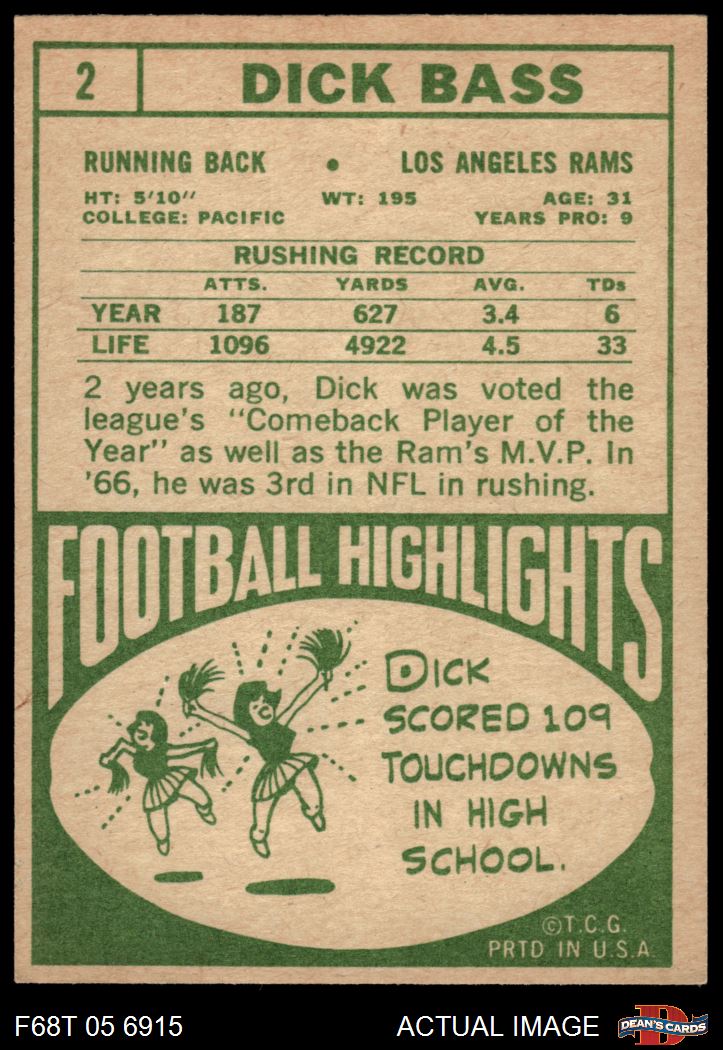 2 DICK BASS
RUNNING BACK • LOS ANGELES RAMS
HT: 5'10" WT: 195 AGE: 31
COLLEGE: PACIFIC YEARS PRO: 9
RUSHING RECORD
ATTS. YARDS AVG. TDs
YEAR 187 627 3.4 6
LIFE 1096 4922 4.5 33
2 years ago, Dick was voted the
league's "Comeback Player of the
Year" as well as the Ram's M.V.P. In
'66, he was 3rd in NFL in rushing.
FOOTBALL HIGHLIGHTS
DICK
SCORED 109
TOUCHDOWNS
IN HIGH
SCHOOL.
©T.C.G.
PRTD IN U.S.A
F68T 05 6915 ACTUAL IMAGE D DEAN'S CARDS